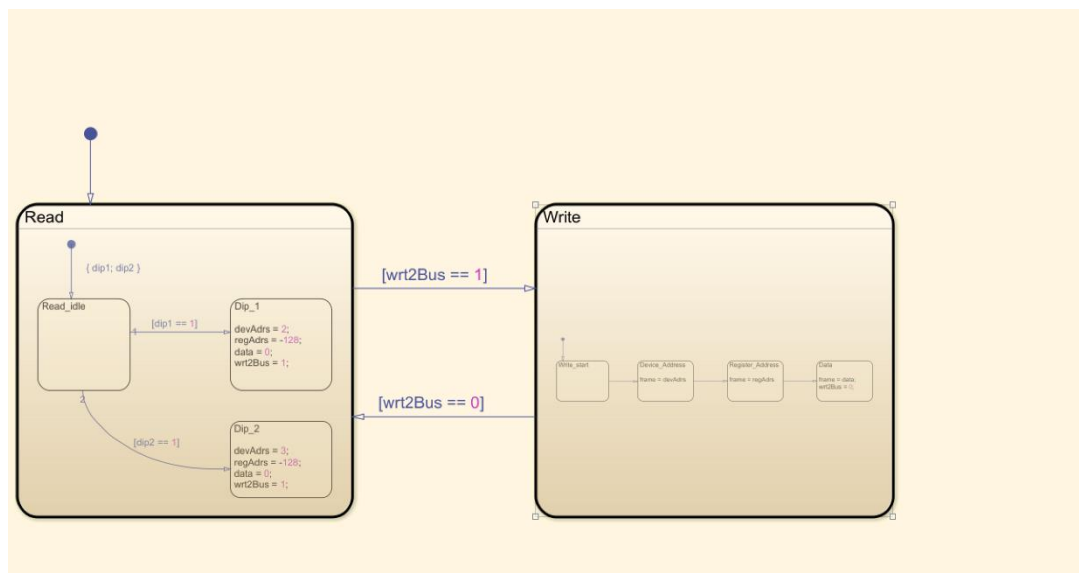 Read
{ dip1; dip2 }
Read_idle
1
[dip1 == 1]
2
[dip2 == 1]
Dip_1
devAdrs = 2;
regAdrs = -128;
data = 0;
wrt2Bus = 1;
Dip_2
devAdrs = 3;
regAdrs = -128;
data = 0;
wrt2Bus = 1;
[wrt2Bus == 1]
[wrt2Bus == 0]
Write
Write_start
Device_Address
frame = devAdrs
Register_Address
frame = regAdrs
Data
frame = data;
wrt2Bus = 0;